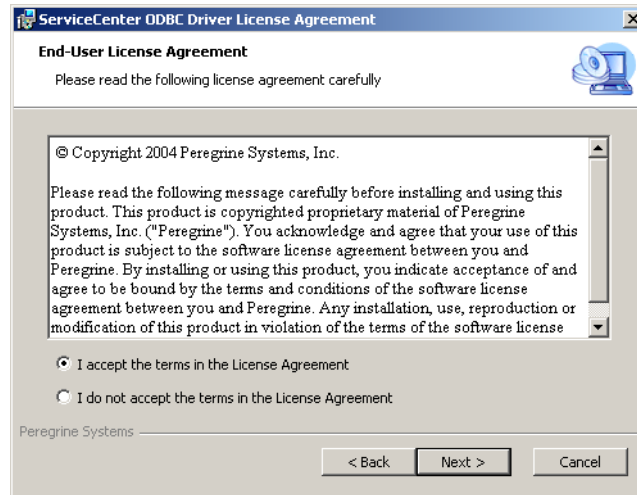 ServiceCenter ODBC Driver License Agreement
End-User License Agreement
Please read the following license agreement carefully
© Copyright 2004 Peregrine Systems, Inc.
Please read the following message carefully before installing and using this
product. This product is copyrighted proprietary material of Peregrine
Systems, Inc. ("Peregrine"). You acknowledge and agree that your use of this
product is subject to the software license agreement between you and
Peregrine. By installing or using this product, you indicate acceptance of and
agree to be bound by the terms and conditions of the software license
agreement between you and Peregrine. Any installation, use, reproduction or
modification of this product in violation of the terms of the software license
I accept the terms in the License Agreement
I do not accept the terms in the License Agreement
Peregrine Systems
< Back Next > Cancel